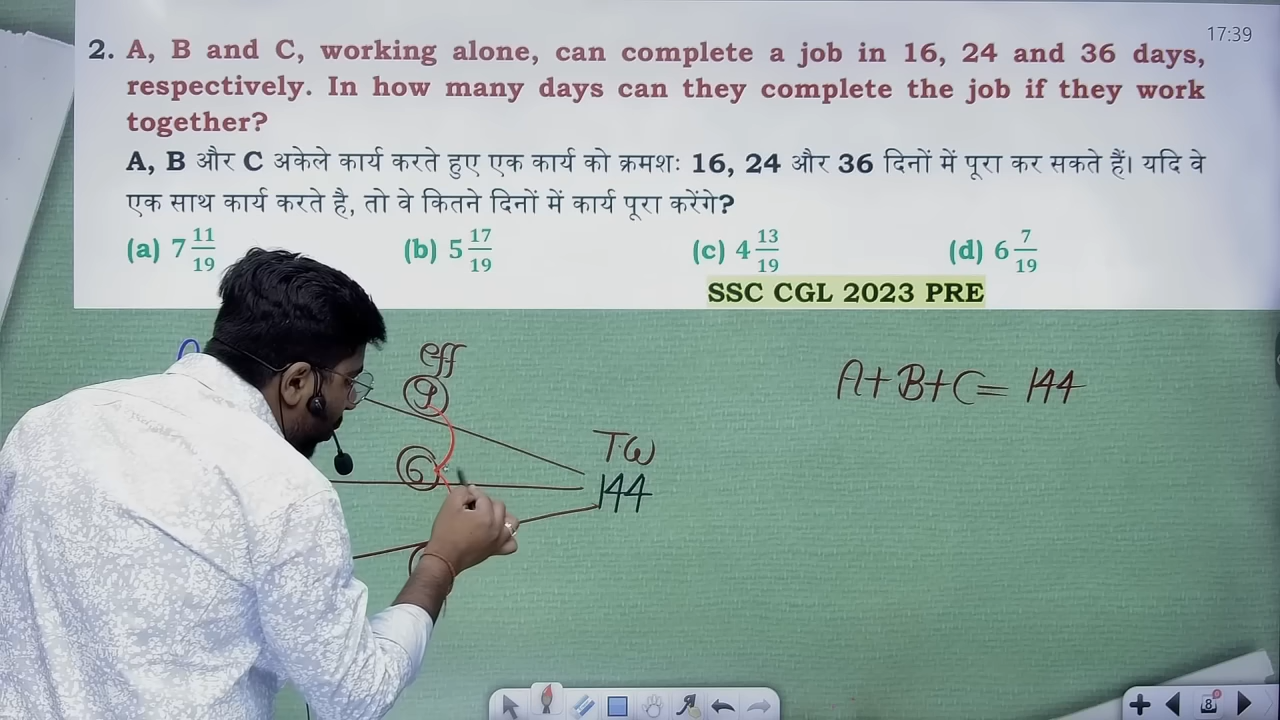 17:39
2. A, B and C, working alone, can complete a job in 16, 24 and 36 days,
respectively. In how many days can they complete the job if they work
together?
A, B और C अकेले कार्य करते हुए एक कार्य को क्रमशः 16, 24 और 36 दिनों में पूरा कर सकते हैं। यदि वे
एक साथ कार्य करते है, तो वे कितने दिनों में कार्य पूरा करेंगे?
(a) 7 11/19 (b) 5 17/19 (c) 4 13/19 (d) 6 7/19
SSC CGL 2023 PRE
eff
9
A+B+C= 144
6
T.W
144
8